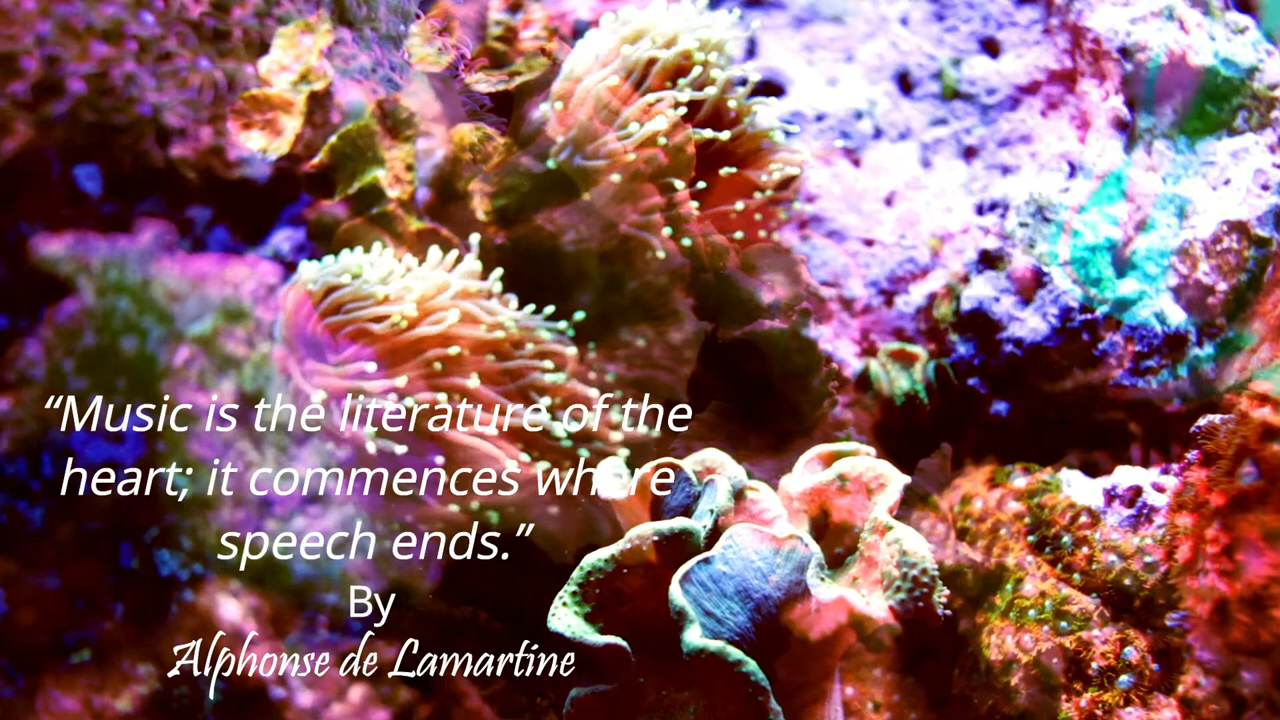 “Music is the literature of the
heart; it commences where
speech ends.”
By
Alphonse de Lamartine